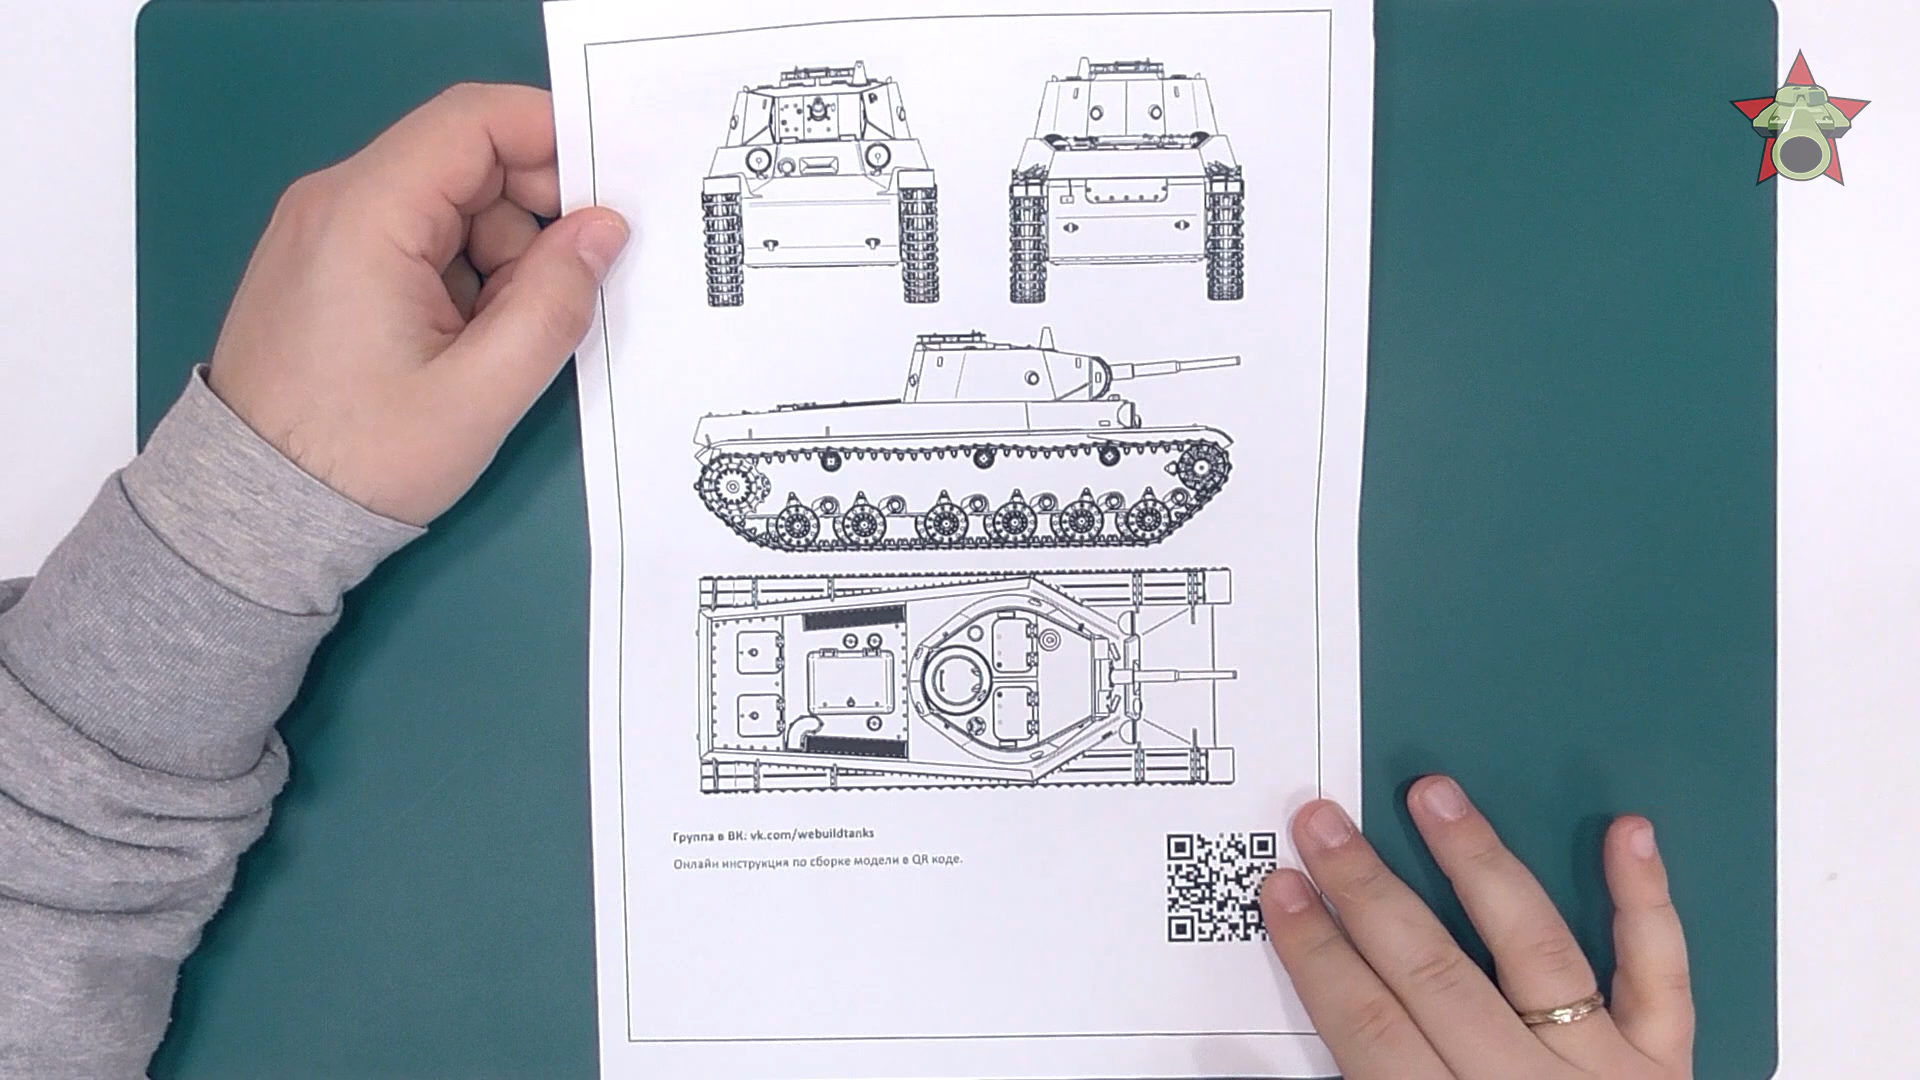 Группа в ВК: vk.com/webuildtanks
Онлайн инструкция по сборке модели в QR коде.